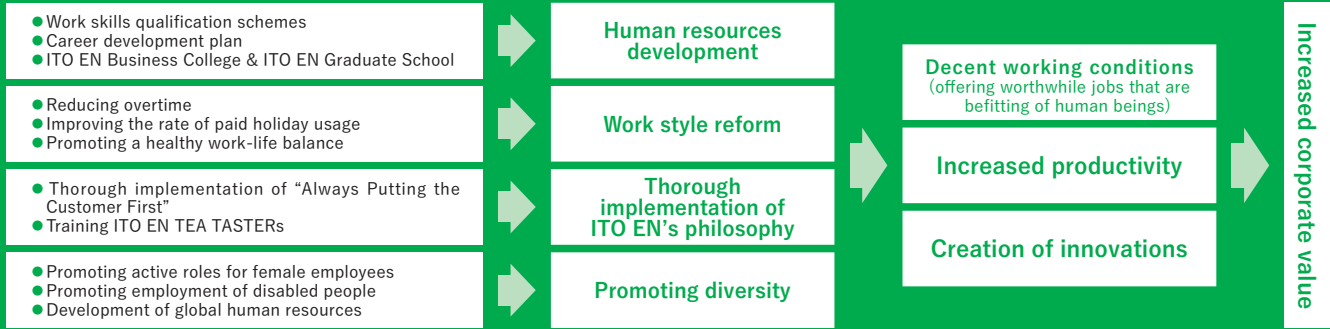 ●Work skills qualification schemes
●Career development plan
●ITO EN Business College & ITO EN Graduate School
Human resources
development
●Reducing overtime
●Improving the rate of paid holiday usage
●Promoting a healthy work-life balance
Work style reform
● Thorough implementation of “Always Putting the
Customer First”
●Training ITO EN TEA TASTERs
Thorough
implementation of
ITO EN’s philosophy
●Promoting active roles for female employees
●Promoting employment of disabled people
●Development of global human resources
Promoting diversity
Decent working conditions
(offering worthwhile jobs that are
befitting of human beings)
Increased productivity
Creation of innovations
Increased corporate value